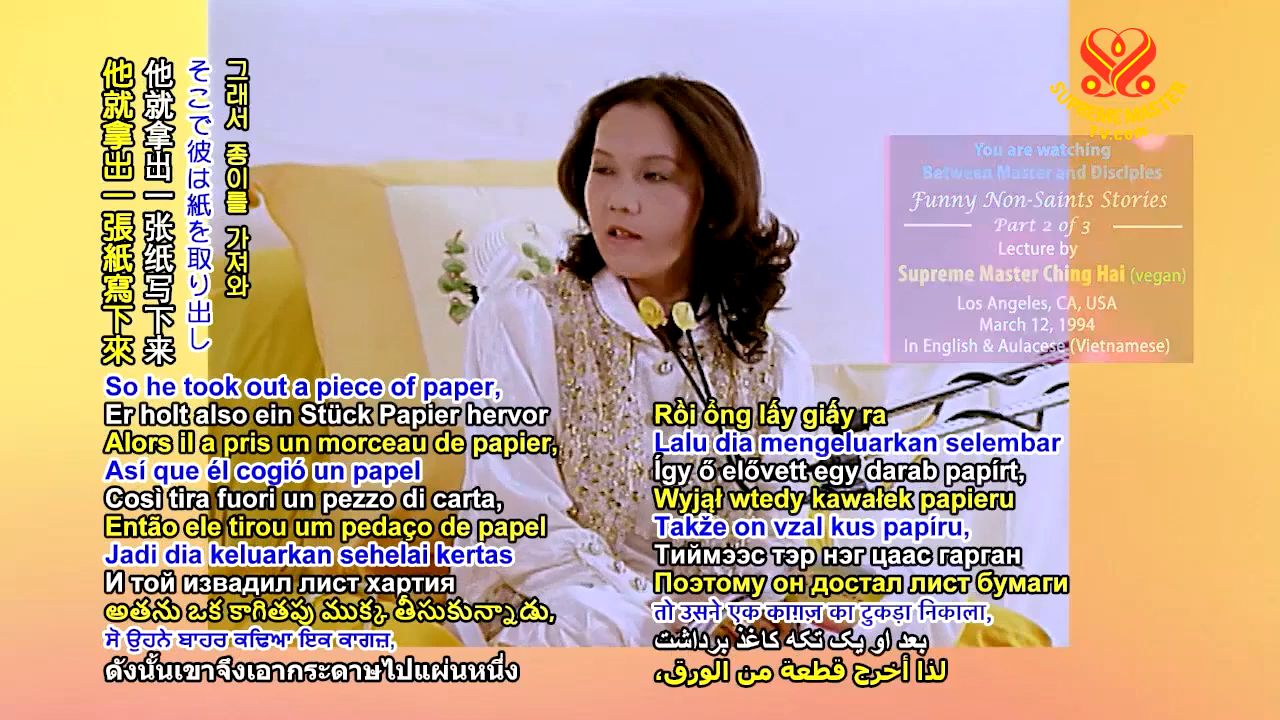 SUPREME MASTER
TV.com
You are watching
Between Master and Disciples
Funny Non-Saints Stories
Part 2 of 3
Lecture by
Supreme Master Ching Hai (vegan)
Los Angeles, CA, USA
March 12, 1994
In English & Aulacese (Vietnamese)
그래서 종이를 가져와
そこで彼は紙を取り出し
他就拿出一张纸写下来
他就拿出一張紙寫下來
So he took out a piece of paper,
Er holt also ein Stück Papier hervor
Alors il a pris un morceau de papier,
Así que él cogió un papel
Così tira fuori un pezzo di carta,
Então ele tirou um pedaço de papel
Jadi dia keluarkan sehelai kertas
И той извадил лист хартия
అతను ఒక కాగితపు ముక్క తీసుకున్నాడు,
ਸੋ ਉਹਨੇ ਬਾਹਰ ਕਢਿਆ ਇਕ ਕਾਗਜ਼,
ดังนั้นเขาจึงเอากระดาษไปแผ่นหนึ่ง
Rồi ổng lấy giấy ra
Lalu dia mengeluarkan selembar
Így ő elővett egy darab papírt,
Wyjął wtedy kawałek papieru
Takže on vzal kus papíru,
Тиймээс тэр нэг цаас гарган
Поэтому он достал лист бумаги
तो उसने एक काग़ज़ का टुकड़ा निकाला,
بعد او یک تکه کاغذ برداشت
لذا أخرج قطعة من الورق،